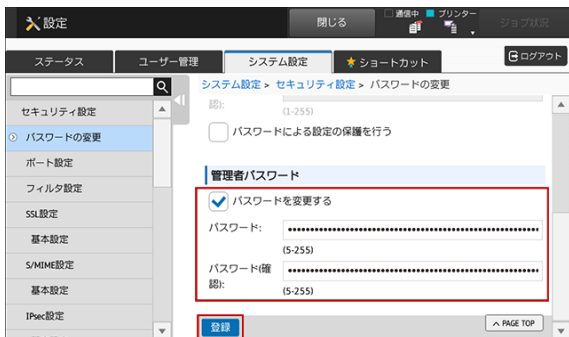 設定
閉じる
通信中
プリンター
ジョブ状況
ステータス
ユーザー管理
システム設定
ショートカット
ログアウト
システム設定 > セキュリティ設定 > パスワードの変更
認):
(1-255)
パスワードによる設定の保護を行う
セキュリティ設定
パスワードの変更
ポート設定
フィルタ設定
SSL設定
基本設定
S/MIME設定
基本設定
IPsec設定
管理者パスワード
パスワードを変更する
パスワード:
(5-255)
パスワード(確
認):
(5-255)
登録
PAGE TOP